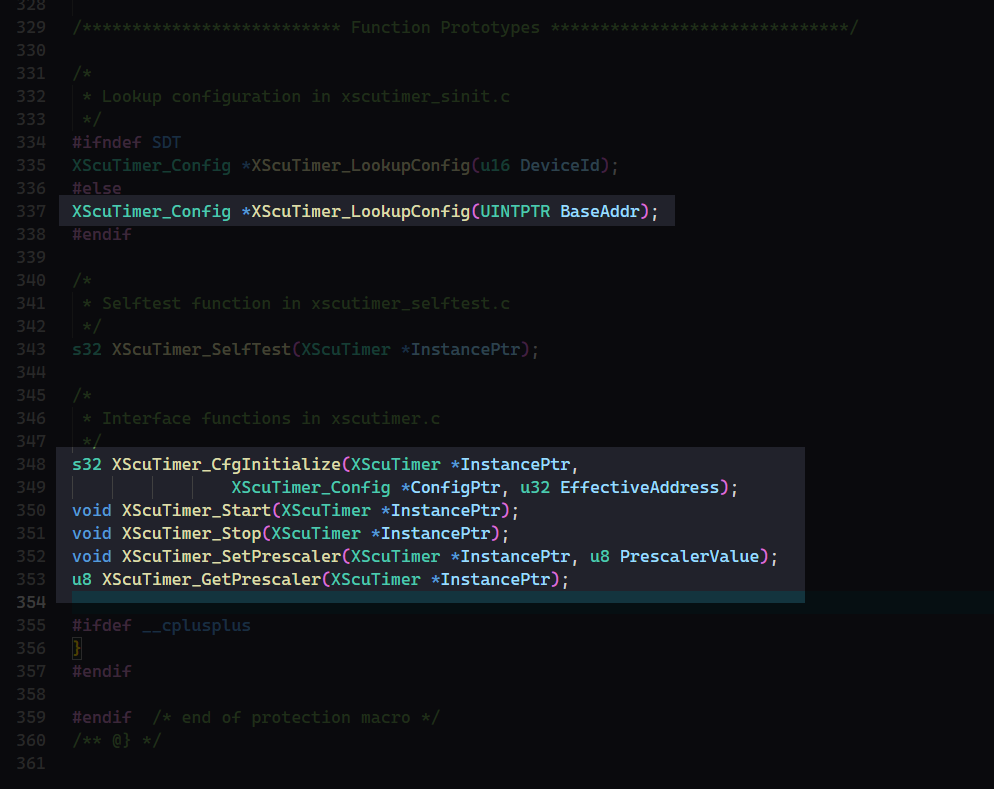 328
329 /************************** Function Prototypes ******************************/
330
331 /*
332  * Lookup configuration in xscutimer_sinit.c
333  */
334 #ifndef SDT
335 XScuTimer_Config *XScuTimer_LookupConfig(u16 DeviceId);
336 #else
337 XScuTimer_Config *XScuTimer_LookupConfig(UINTPTR BaseAddr);
338 #endif
339
340 /*
341  * Selftest function in xscutimer_selftest.c
342  */
343 s32 XScuTimer_SelfTest(XScuTimer *InstancePtr);
344
345 /*
346  * Interface functions in xscutimer.c
347  */
348 s32 XScuTimer_CfgInitialize(XScuTimer *InstancePtr,
349                 XScuTimer_Config *ConfigPtr, u32 EffectiveAddress);
350 void XScuTimer_Start(XScuTimer *InstancePtr);
351 void XScuTimer_Stop(XScuTimer *InstancePtr);
352 void XScuTimer_SetPrescaler(XScuTimer *InstancePtr, u8 PrescalerValue);
353 u8 XScuTimer_GetPrescaler(XScuTimer *InstancePtr);
354
355 #ifdef __cplusplus
356 }
357 #endif
358
359 #endif  /* end of protection macro */
360 /** @} */
361